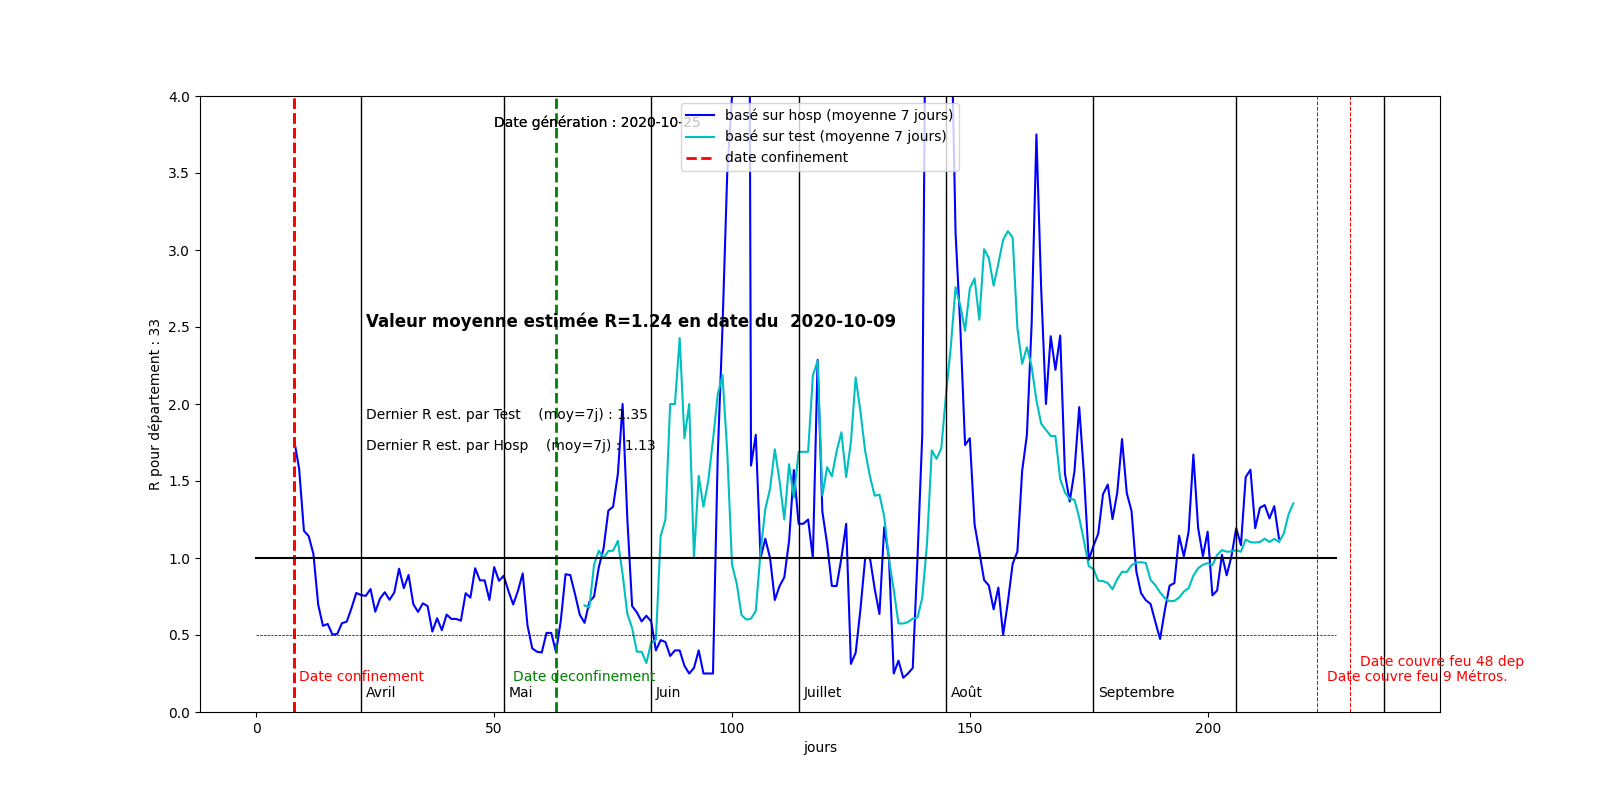 4.0
Date génération : 2020-10-25
basé sur hosp (moyenne 7 jours)
basé sur test (moyenne 7 jours)
date confinement
3.5
3.0
2.5
Valeur moyenne estimée R=1.24 en date du  2020-10-09
2.0
Dernier R est. par Test    (moy=7j) : 1.35
Dernier R est. par Hosp    (moy=7j) : 1.13
1.5
1.0
0.5
0.0
R pour département : 33
Date confinement
Date deconfinement
Date couvre feu 48 dep
Date couvre feu 9 Métros.
Avril
Mai
Juin
Juillet
Août
Septembre
0
50
100
150
200
jours